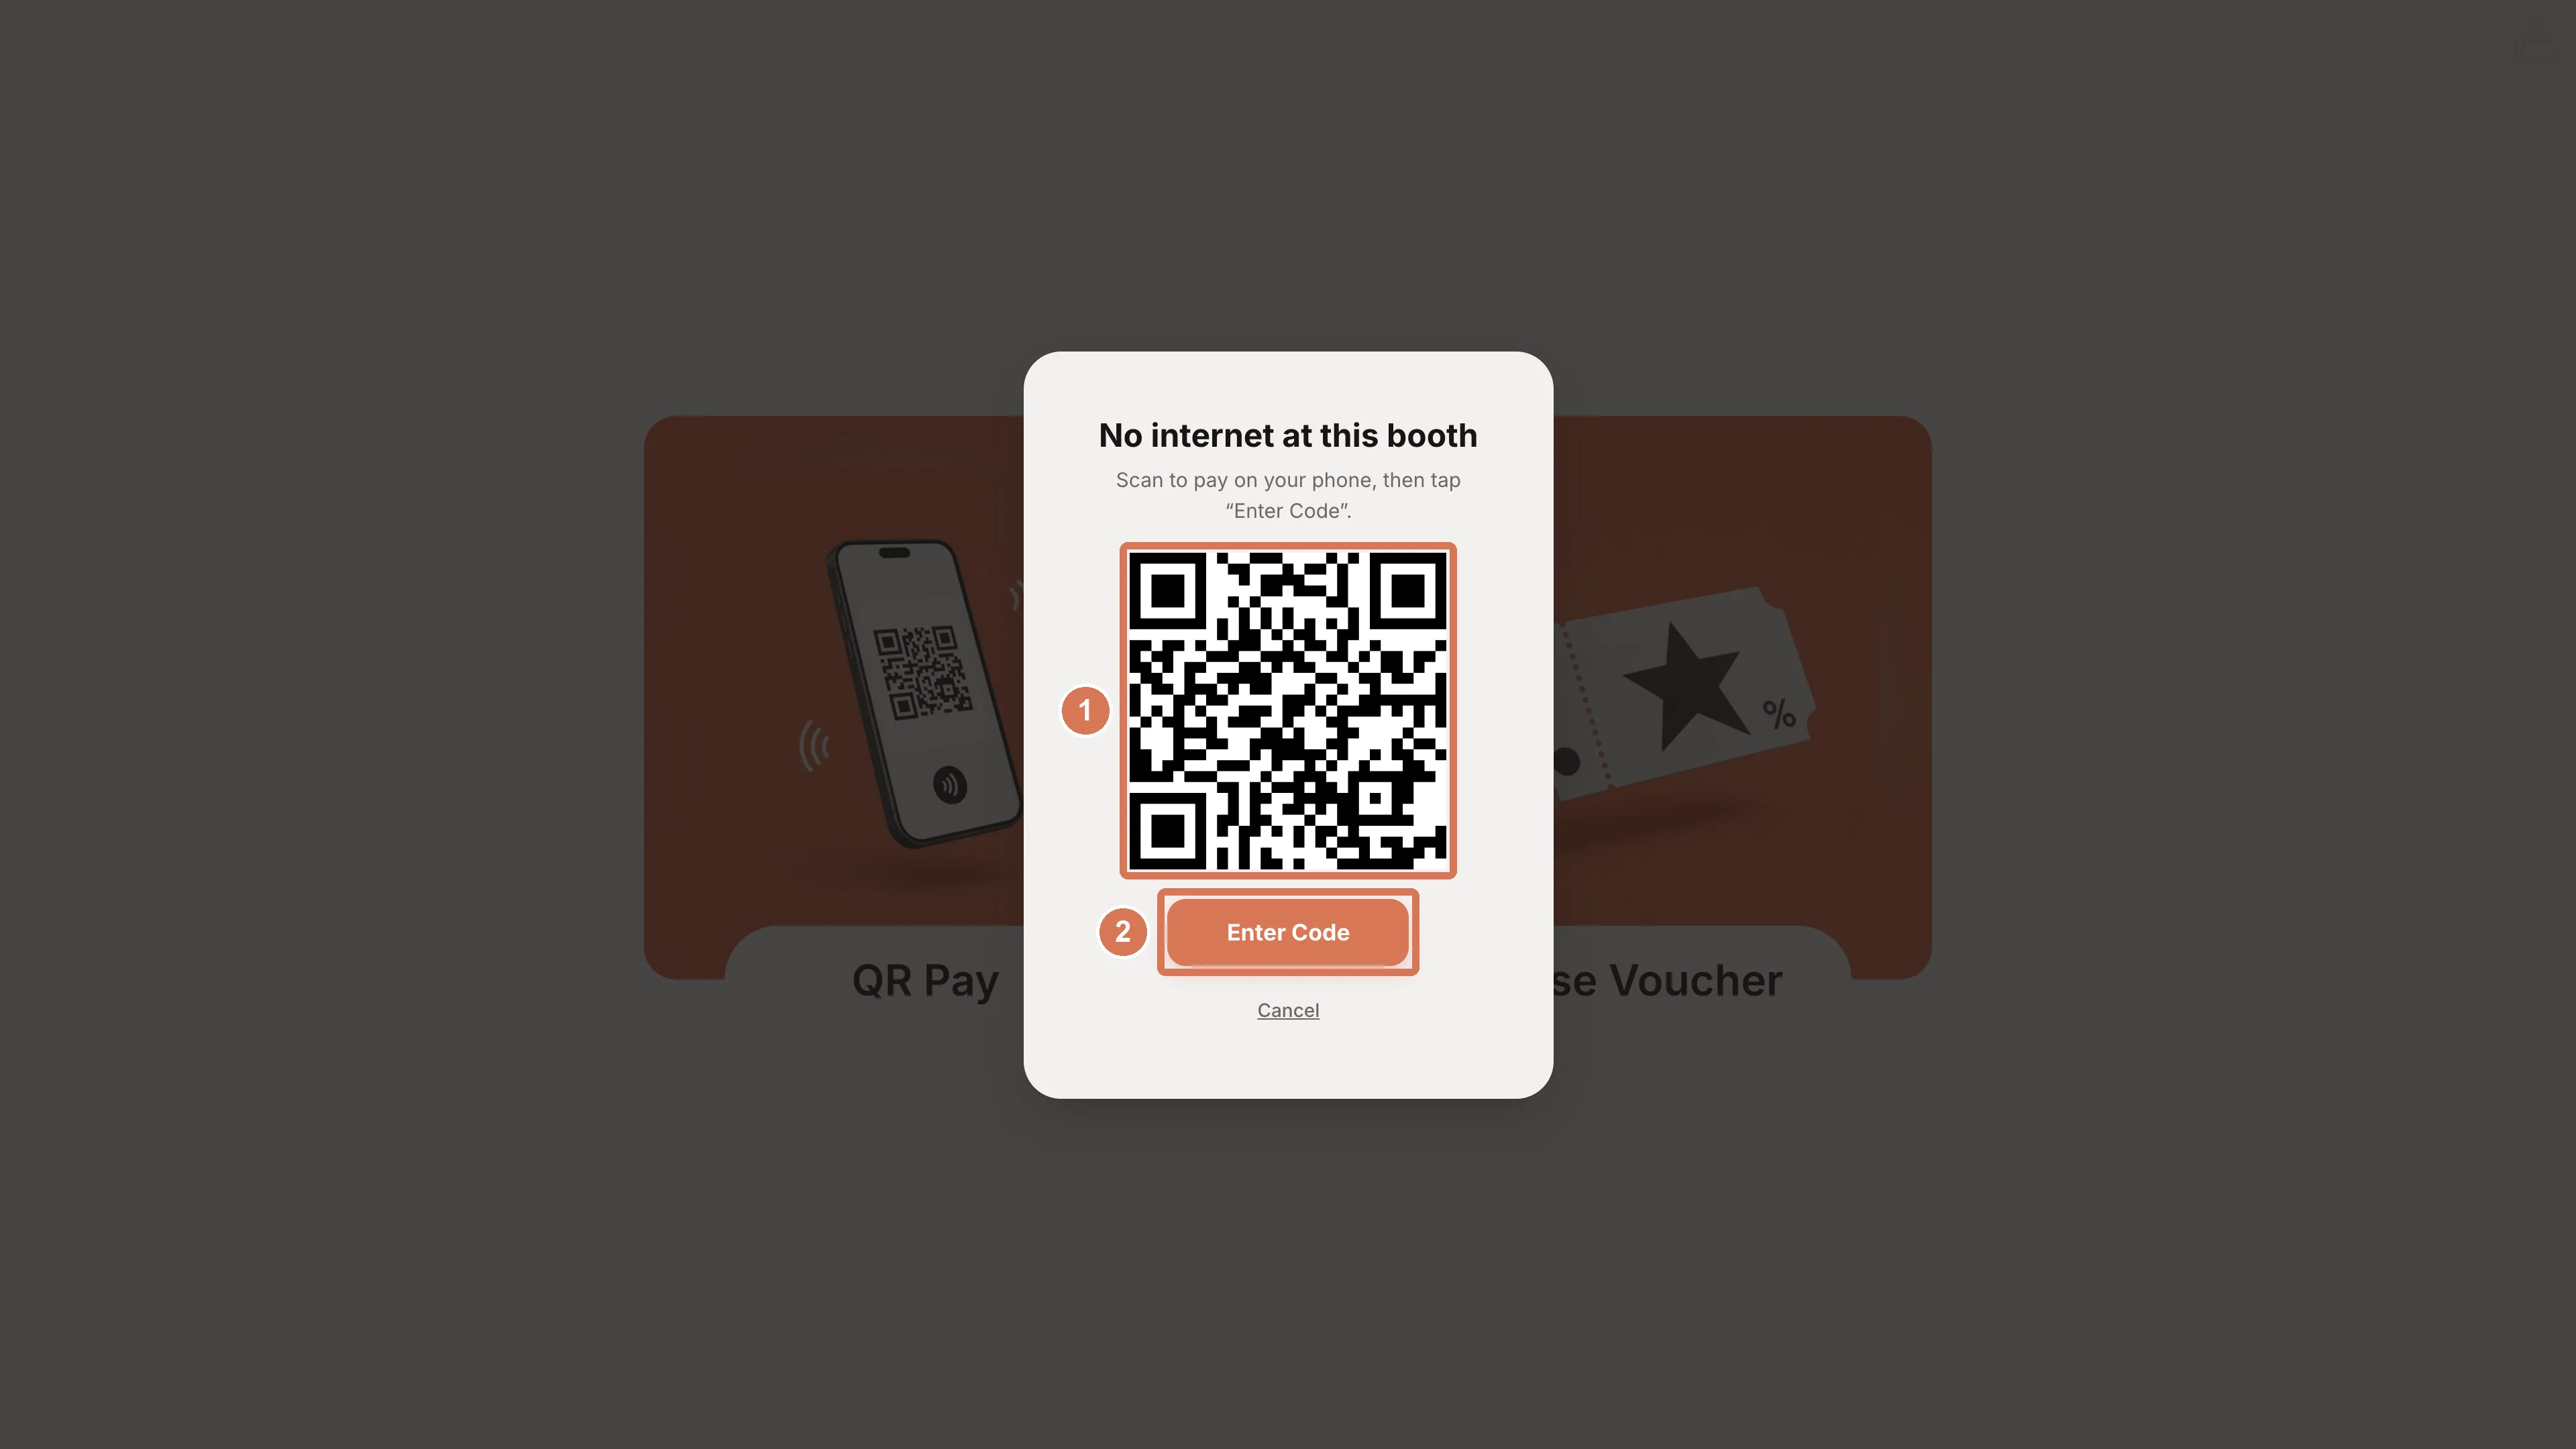 No internet at this booth
Scan to pay on your phone, then tap
“Enter Code”.
1
2
Enter Code
Cancel
QR Pay
se Voucher
%